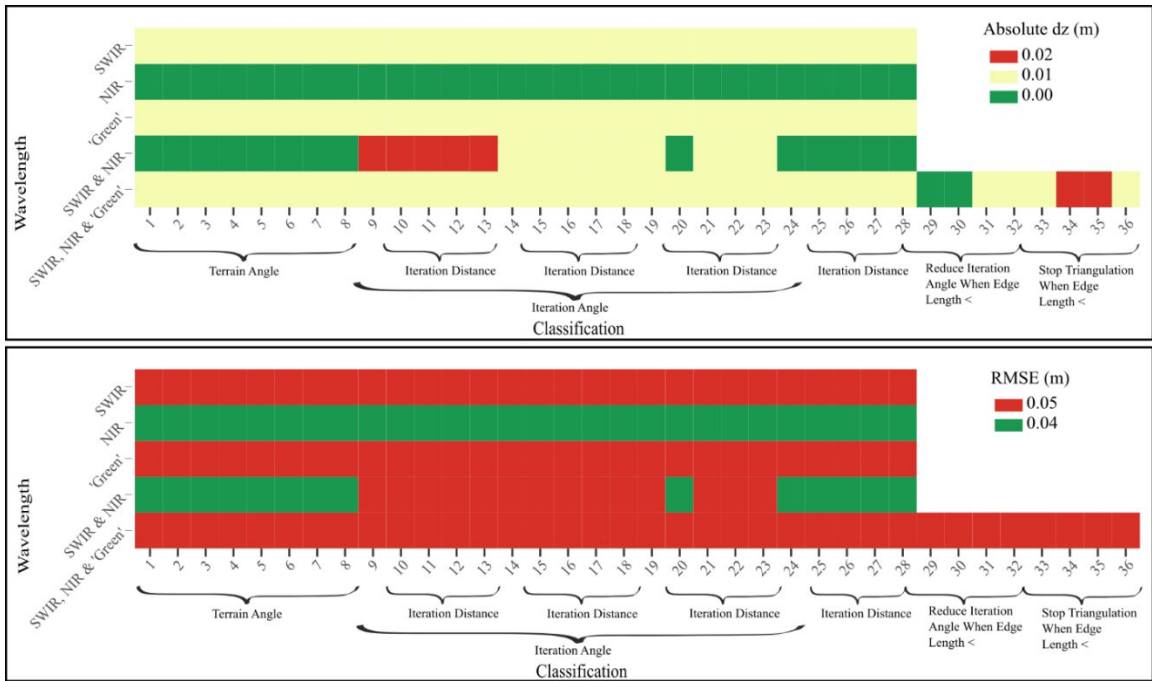 Absolute dz (m)
0.02
0.01
0.00
Wavelength
SWIR
NIR
'Green'
SWIR & NIR
SWIR, NIR & 'Green'
1 2 3 4 5 6 7 8 9 10 11 12 13 14 15 16 17 18 19 20 21 22 23 24 25 26 27 28 29 30 31 32 33 34 35 36
Terrain Angle
Iteration Distance
Iteration Distance
Iteration Distance
Iteration Distance
Reduce Iteration
Angle When Edge
Length <
Stop Triangulation
When Edge
Length <
Iteration Angle
Classification
RMSE (m)
0.05
0.04
Wavelength
SWIR
NIR
'Green'
SWIR & NIR
SWIR, NIR & 'Green'
1 2 3 4 5 6 7 8 9 10 11 12 13 14 15 16 17 18 19 20 21 22 23 24 25 26 27 28 29 30 31 32 33 34 35 36
Terrain Angle
Iteration Distance
Iteration Distance
Iteration Distance
Iteration Distance
Reduce Iteration
Angle When Edge
Length <
Stop Triangulation
When Edge
Length <
Iteration Angle
Classification